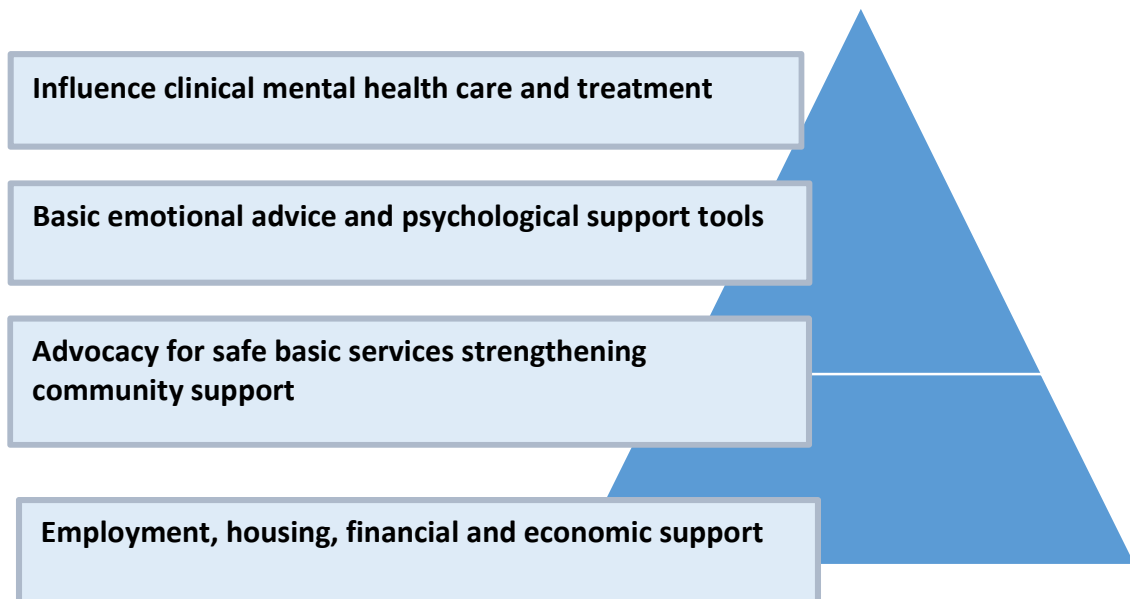 Influence clinical mental health care and treatment
Basic emotional advice and psychological support tools
Advocacy for safe basic services strengthening
community support
Employment, housing, financial and economic support